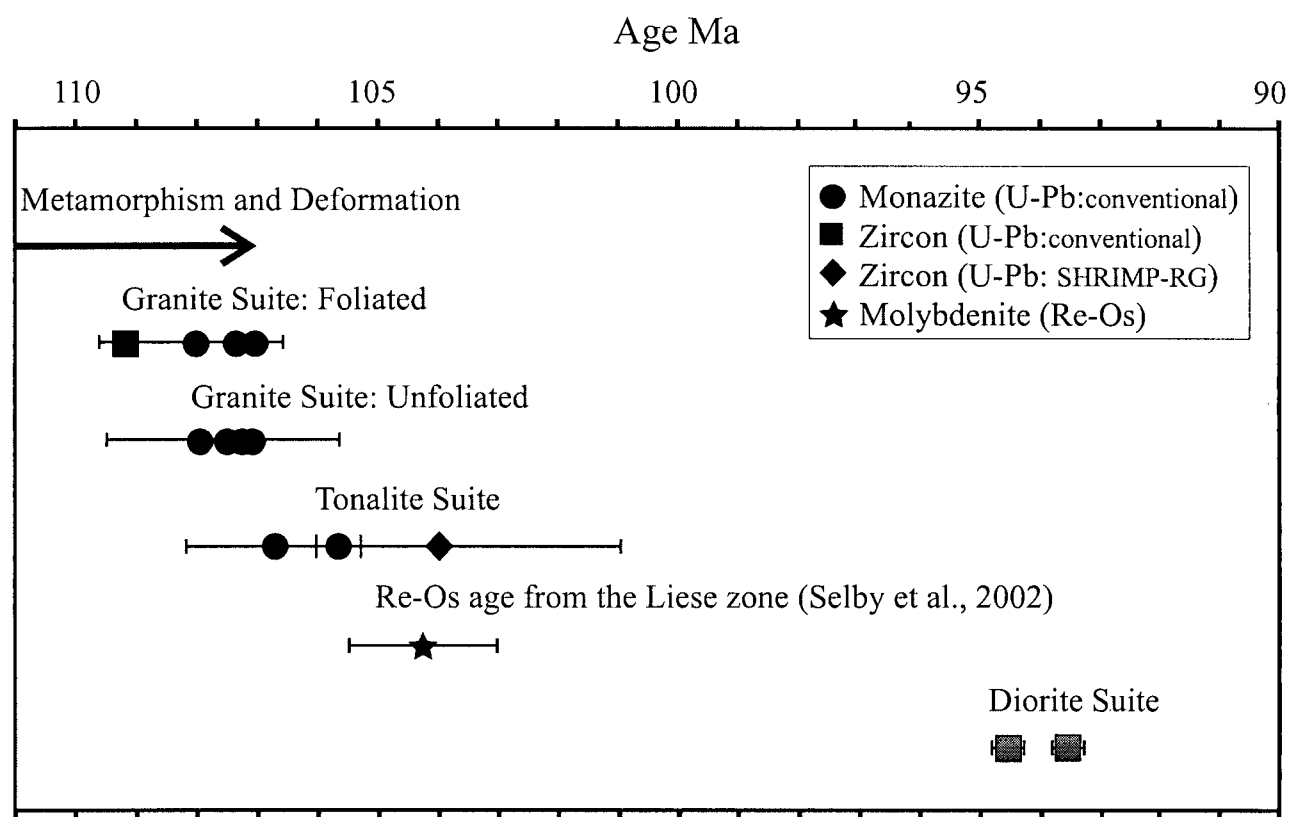 Age Ma
110 105 100 95 90
Metamorphism and Deformation
Monazite (U-Pb:conventional)
Zircon (U-Pb:conventional)
Zircon (U-Pb: SHRIMP-RG)
Molybdenite (Re-Os)
Granite Suite: Foliated
Granite Suite: Unfoliated
Tonalite Suite
Re-Os age from the Liese zone (Selby et al., 2002)
Diorite Suite